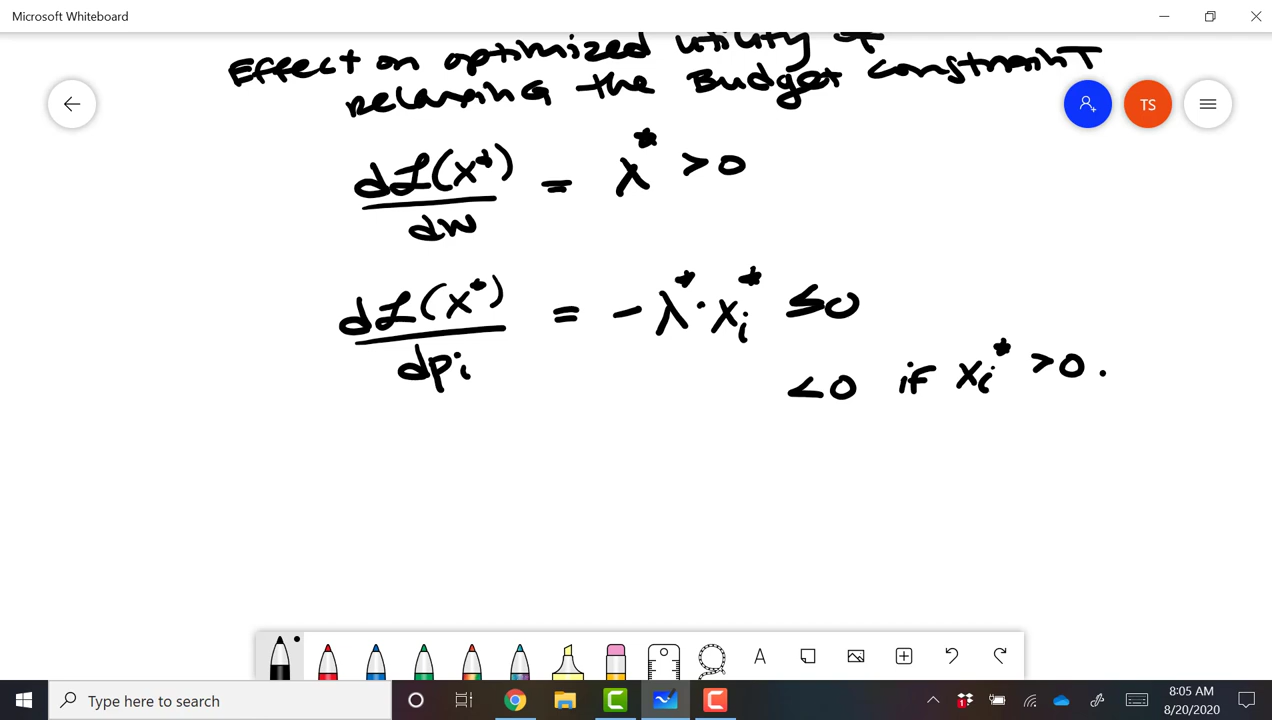 Microsoft Whiteboard
Effect on optimized utility of
relaxing the Budget constraint
TS
dℒ(x*)/dw = λ* > 0
dℒ(x*)/dpi = - λ* · xi* ≤ 0
< 0 if xi* > 0.
A
Type here to search
8:05 AM
8/20/2020